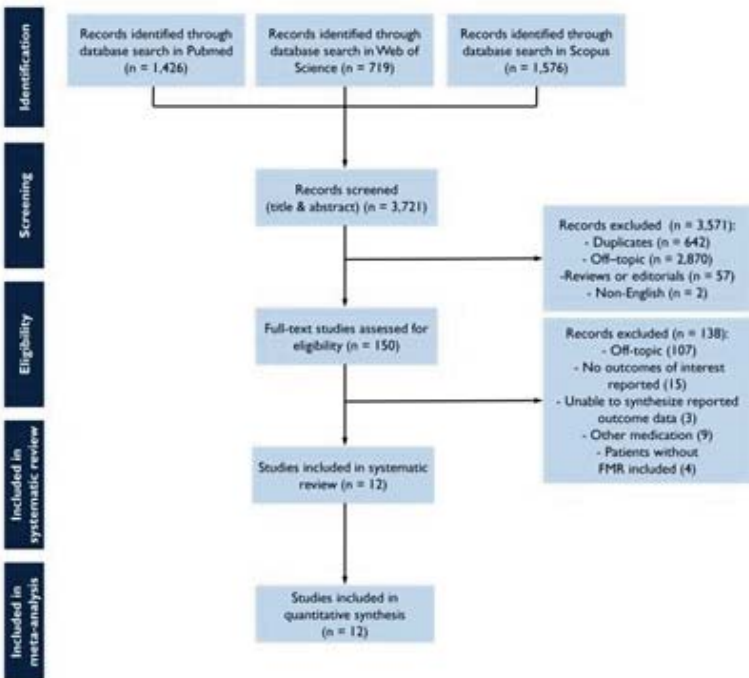 Identification
Records identified through
database search in Pubmed
(n = 1,426)
Records identified through
database search in Web of
Science (n = 719)
Records identified through
database search in Scopus
(n = 1,576)
Screening
Records screened
(title & abstract) (n = 3,721)
Records excluded (n = 3,571):
- Duplicates (n = 642)
- Off-topic (n = 2,870)
-Reviews or editorials (n = 57)
- Non-English (n = 2)
Eligibility
Full-text studies assessed for
eligibility (n = 150)
Records excluded (n = 138):
- Off-topic (107)
- No outcomes of interest
reported (15)
- Unable to synthesize reported
outcome data (3)
- Other medication (9)
- Patients without
FMR included (4)
Included in
systematic review
Studies included in systematic
review (n = 12)
Included in
meta-analysis
Studies included in
quantitative synthesis
(n = 12)